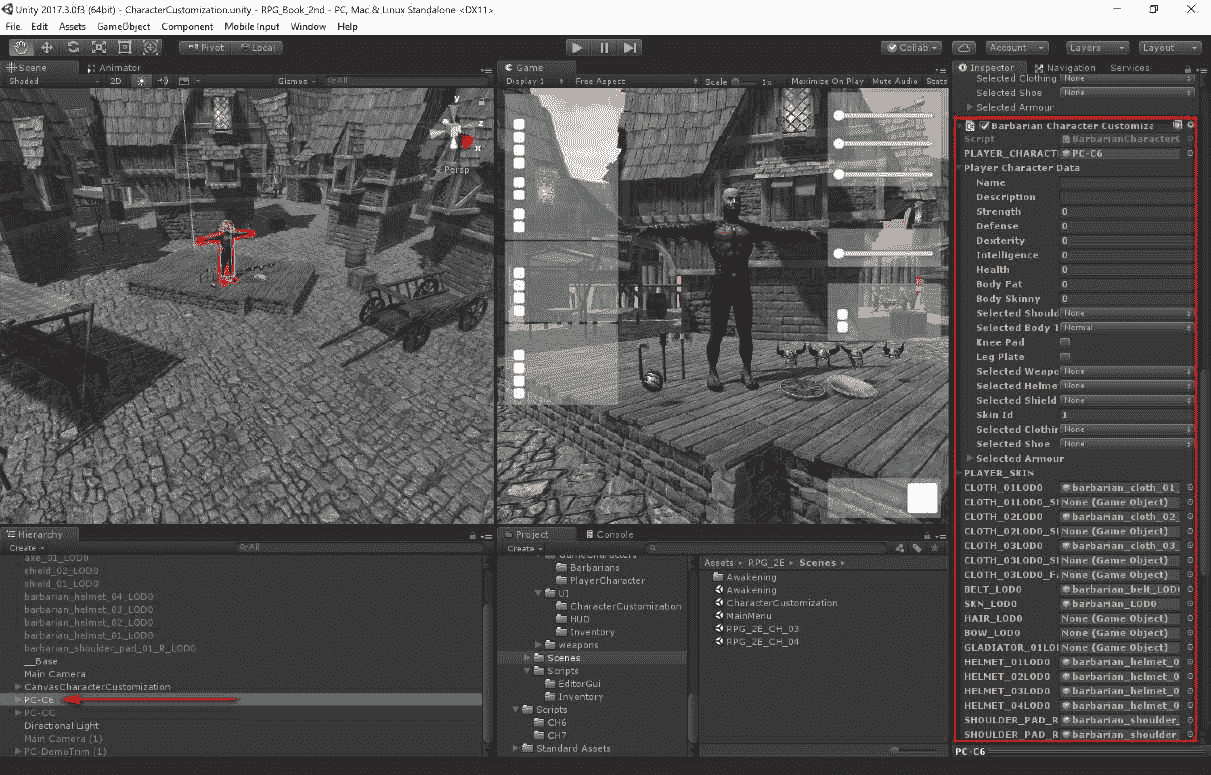 Unity 2017.3.0f3 (64bit) - CharacterCustomization.unity - RPG_Book_2nd - PC, Mac & Linux Standalone <DX11>
File Edit Assets GameObject Component Mobile Input Window Help
Pivot Local Collab Account Layers Layout
Scene Animator
Shaded 2D Gizmos All
y
z
x
Persp
Game
Display 1 Free Aspect Scale 1x Maximize On Play Mute Audio Stats
Inspector Navigation Services
Selected Clothing None
Selected Shoe None
Selected Armour
Barbarian Character Customiza
Script BarbarianCharacterC
PLAYER_CHARACT PC-C6
Player Character Data
Name
Description
Strength 0
Defense 0
Dexterity 0
Intelligence 0
Health 0
Body Fat 0
Body Skinny 0
Selected Should None
Selected Body T Normal
Knee Pad
Leg Plate
Selected Weapo None
Selected Helme None
Selected Shield None
Skin Id 1
Selected Clothin None
Selected Shoe None
Selected Armour
PLAYER_SKIN
CLOTH_01LOD0 barbarian_cloth_01
CLOTH_01LOD0_S None (Game Object)
CLOTH_02LOD0 barbarian_cloth_02
CLOTH_02LOD0_S None (Game Object)
CLOTH_03LOD0 barbarian_cloth_03
CLOTH_03LOD0_S None (Game Object)
CLOTH_03LOD0_F None (Game Object)
BELT_LOD0 barbarian_belt_LOD
SKN_LOD0 barbarian_LOD0
HAIR_LOD0 None (Game Object)
BOW_LOD0 None (Game Object)
GLADIATOR_01LO None (Game Object)
HELMET_01LOD0 barbarian_helmet_0
HELMET_02LOD0 barbarian_helmet_0
HELMET_03LOD0 barbarian_helmet_0
HELMET_04LOD0 barbarian_helmet_0
SHOULDER_PAD_R barbarian_shoulder_
SHOULDER_PAD_R barbarian_shoulder
PC-C6
Hierarchy
Create All
axe_01_LOD0
shield_02_LOD0
shield_01_LOD0
barbarian_helmet_04_LOD0
barbarian_helmet_03_LOD0
barbarian_helmet_02_LOD0
barbarian_helmet_01_LOD0
barbarian_shoulder_pad_01_R_LOD0
__Base
Main Camera
CanvasCharacterCustomization
PC-C6
PC-CC
Directional Light
Main Camera (1)
PC-DemoTrim (1)
Project Console
Create
GameCharacters
Barbarians
PlayerCharacter
UI
CharacterCustomization
HUD
Inventory
weapons
Scenes
Scripts
EditorGui
Inventory
Scripts
CH6
CH7
Standard Assets
Assets RPG_2E Scenes
Awakening
Awakening
CharacterCustomization
MainMenu
RPG_2E_CH_03
RPG_2E_CH_04